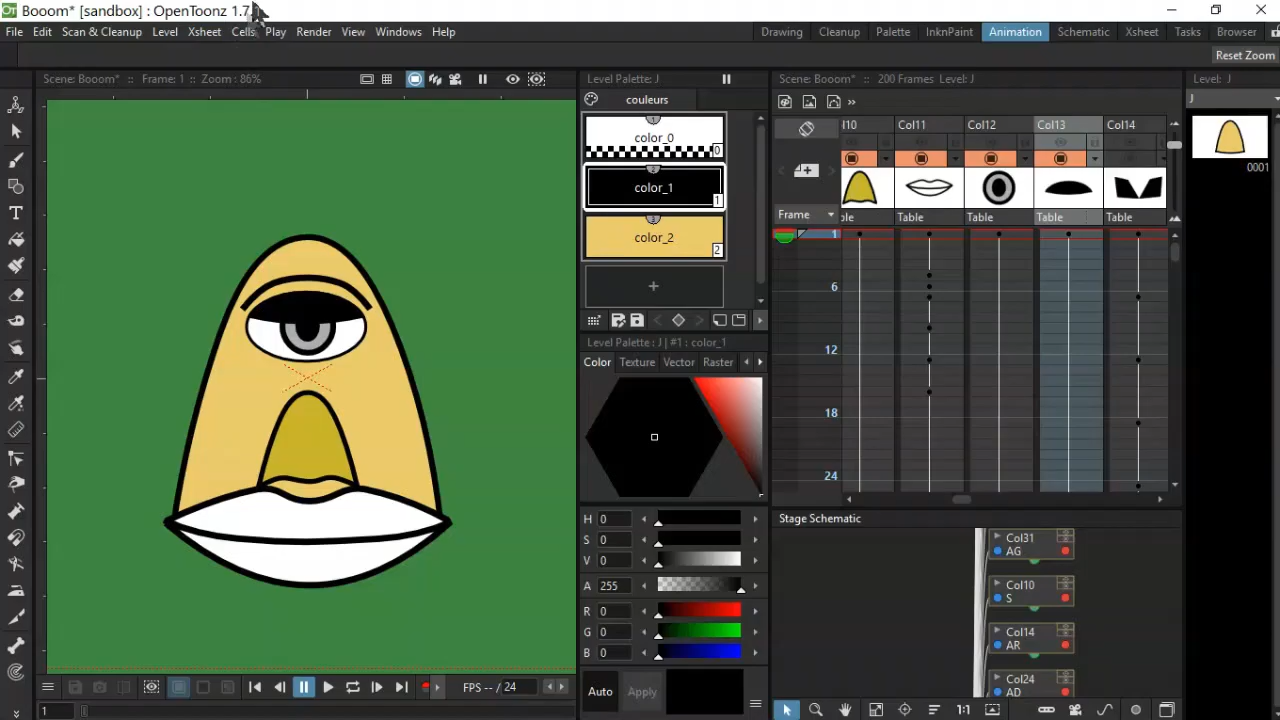 Booom* [sandbox] : OpenToonz 1.7
File Edit Scan & Cleanup Level Xsheet Cells Play Render View Windows Help
Drawing Cleanup Palette InknPaint Animation Schematic Xsheet Tasks Browser
Reset Zoom
Scene: Booom* :: Frame: 1 :: Zoom : 86%
Level Palette: J
Scene: Booom* :: 200 Frames Level: J
Level: J
couleurs
J
color_0
0
color_1
1
color_2
2
+
l10 Col11 Col12 Col13 Col14
0001
Frame
ble Table Table Table Table
1
6
12
18
24
Level Palette: J | #1 : color_1
Color Texture Vector Raster
H 0
S 0
V 0
A 255
R 0
G 0
B 0
Auto Apply
Stage Schematic
Col31
AG
Col10
S
Col14
AR
Col24
AD
FPS -- / 24
1
1:1